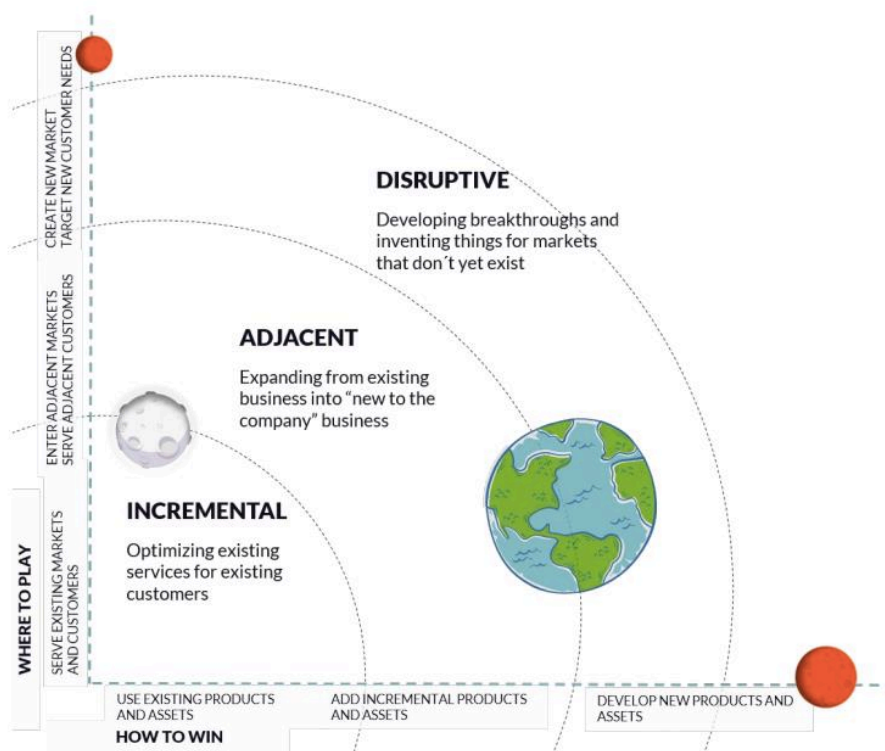 CREATE NEW MARKET
TARGET NEW CUSTOMER NEEDS
DISRUPTIVE
Developing breakthroughs and
inventing things for markets
that don´t yet exist
ENTER ADJACENT MARKETS
SERVE ADJACENT CUSTOMERS
ADJACENT
Expanding from existing
business into “new to the
company” business
INCREMENTAL
Optimizing existing
services for existing
customers
WHERE TO PLAY
SERVE EXISTING MARKETS
AND CUSTOMERS
USE EXISTING PRODUCTS
AND ASSETS
ADD INCREMENTAL PRODUCTS
AND ASSETS
DEVELOP NEW PRODUCTS AND
ASSETS
HOW TO WIN